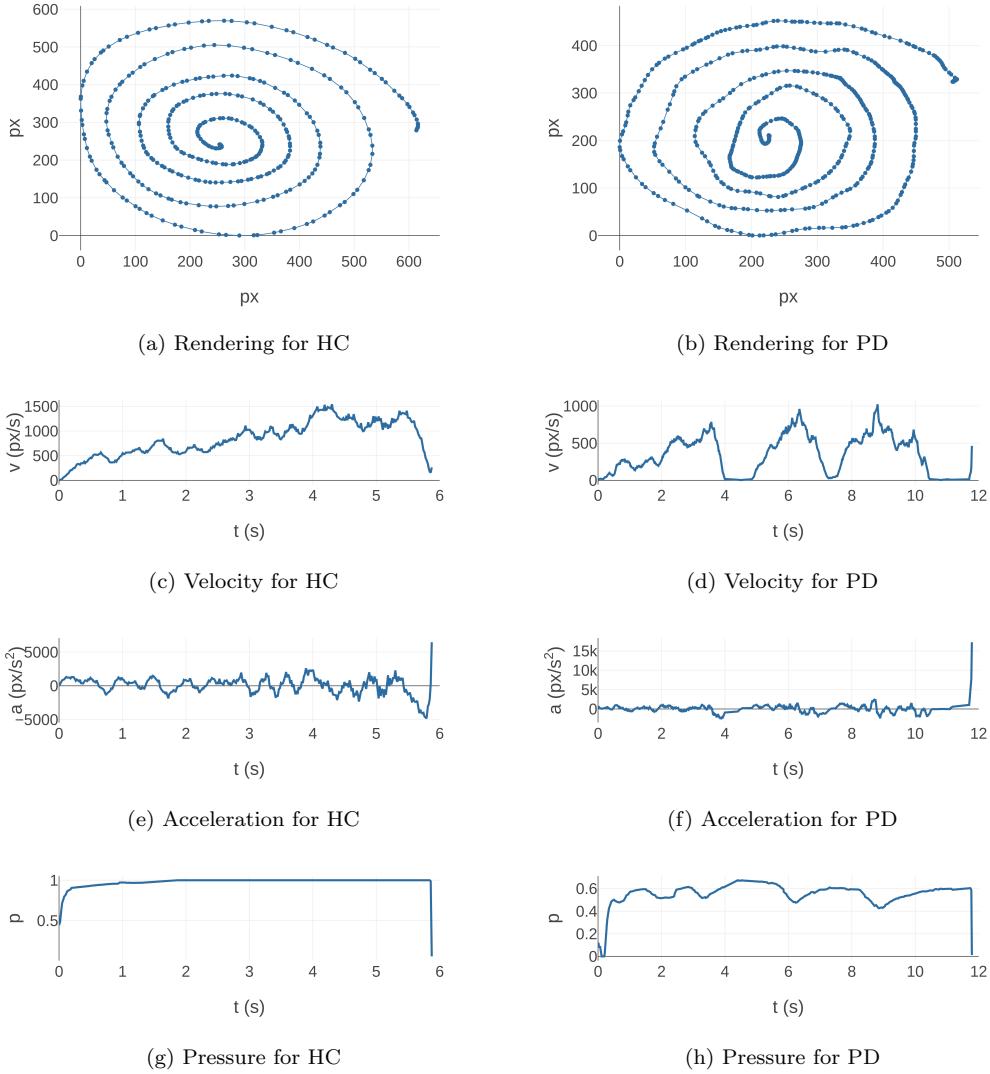 600
500
400
300
200
100
0
px
0 100 200 300 400 500 600
px
(a) Rendering for HC
400
300
200
100
0
px
0 100 200 300 400 500
px
(b) Rendering for PD
1500
1000
500
0
v (px/s)
0 1 2 3 4 5 6
t (s)
(c) Velocity for HC
1000
500
0
v (px/s)
0 2 4 6 8 10 12
t (s)
(d) Velocity for PD
5000
0
−5000
a (px/s²)
0 1 2 3 4 5 6
t (s)
(e) Acceleration for HC
15k
10k
5k
0
a (px/s²)
0 2 4 6 8 10 12
t (s)
(f) Acceleration for PD
1
0.5
p
0 1 2 3 4 5 6
t (s)
(g) Pressure for HC
0.6
0.4
0.2
0
p
0 2 4 6 8 10 12
t (s)
(h) Pressure for PD